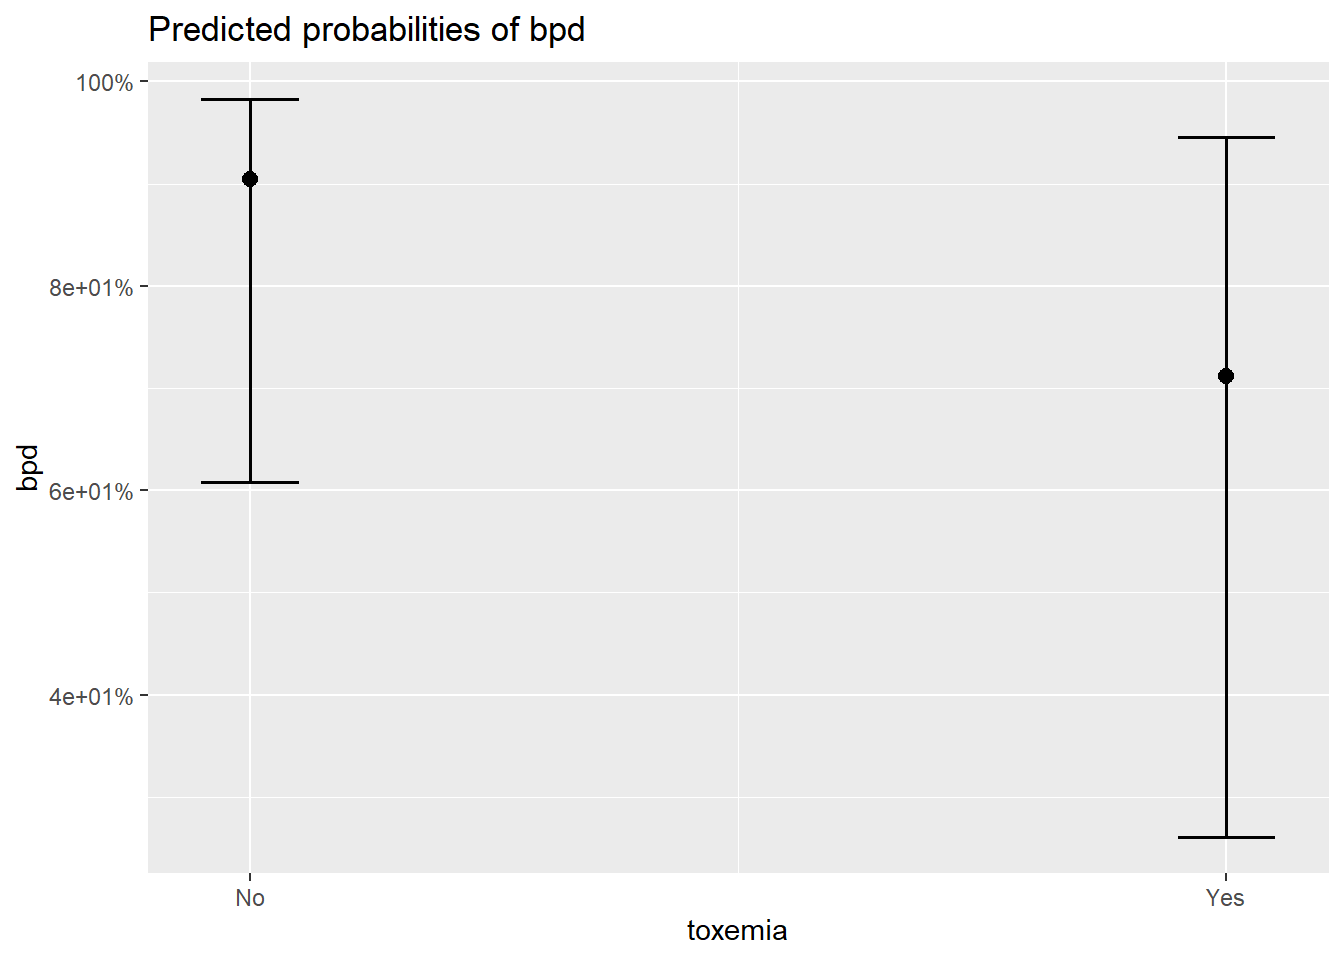 Predicted probabilities of bpd
100%
8e+01%
6e+01%
4e+01%
bpd
No
Yes
toxemia